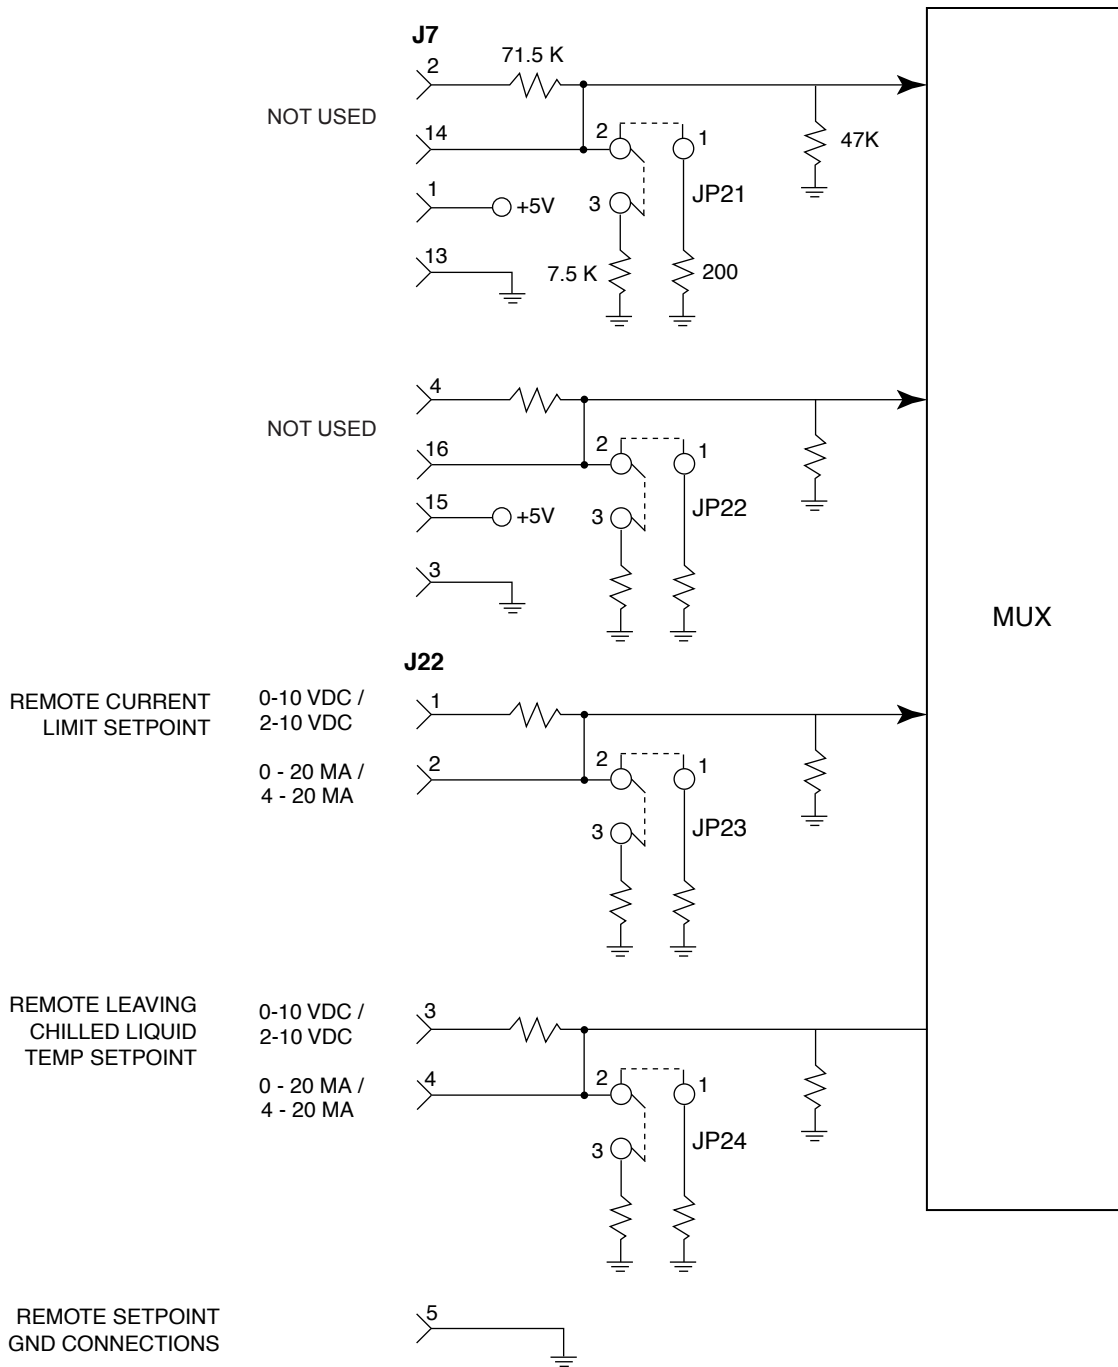 J7
2
71.5 K
NOT USED
14
2
1
47K
1
+5V
3
JP21
13
7.5 K
200
4
NOT USED
16
2
1
15
+5V
3
JP22
3
MUX
J22
REMOTE CURRENT
LIMIT SETPOINT
0-10 VDC /
2-10 VDC
1
0 - 20 MA /
4 - 20 MA
2
2
1
3
JP23
REMOTE LEAVING
CHILLED LIQUID
TEMP SETPOINT
0-10 VDC /
2-10 VDC
3
0 - 20 MA /
4 - 20 MA
4
2
1
3
JP24
REMOTE SETPOINT
GND CONNECTIONS
5